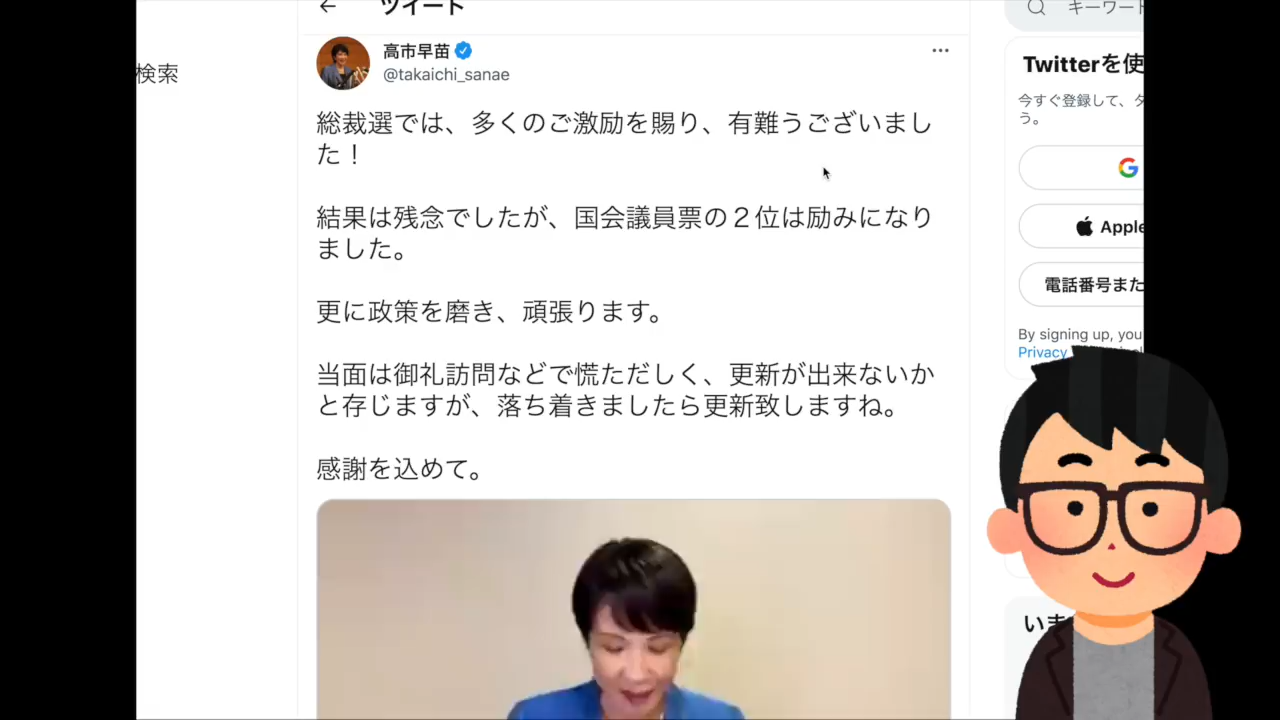 ツイート
キーワード
検索
高市早苗
@takaichi_sanae
総裁選では、多くのご激励を賜り、有難うございまし
た！
結果は残念でしたが、国会議員票の２位は励みになり
ました。
更に政策を磨き、頑張ります。
当面は御礼訪問などで慌ただしく、更新が出来ないか
と存じますが、落ち着きましたら更新致しますね。
感謝を込めて。
Twitterを使
今すぐ登録して、タ
う。
Apple
電話番号また
By signing up, you
Privacy
いま